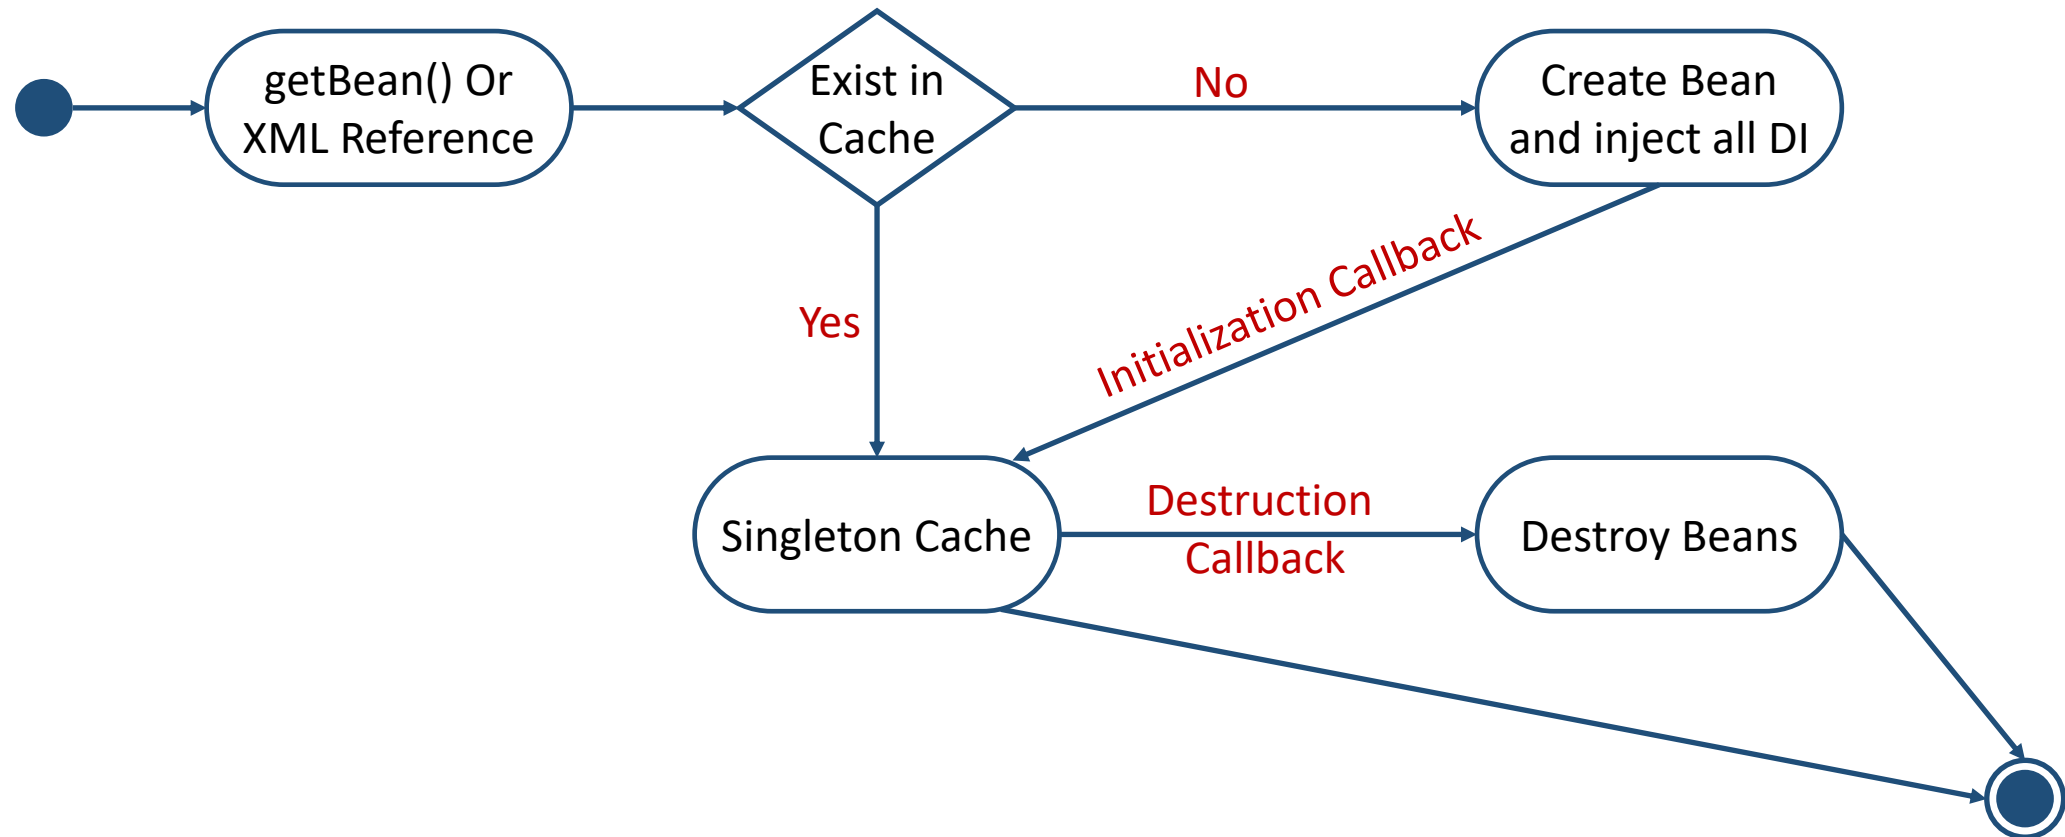 getBean() Or
XML Reference
Exist in
Cache
No
Create Bean
and inject all DI
Yes
Initialization Callback
Singleton Cache
Destruction
Callback
Destroy Beans